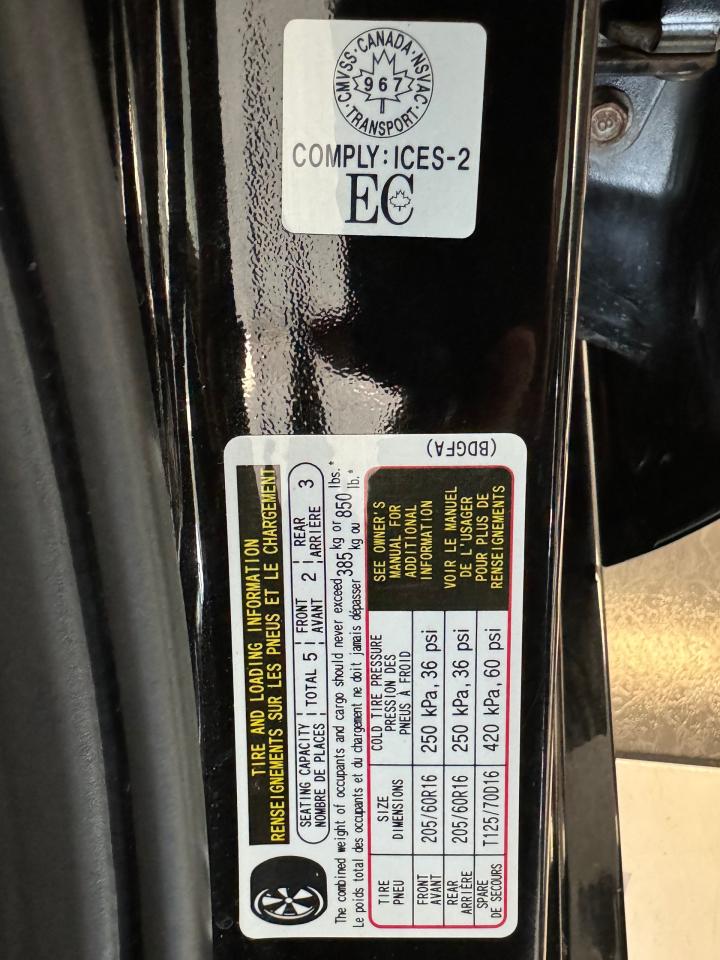 CMVSS · CANADA · NSVAC
967
· TRANSPORT ·
COMPLY: ICES-2
EC
TIRE AND LOADING INFORMATION
RENSEIGNEMENTS SUR LES PNEUS ET LE CHARGEMENT
SEATING CAPACITY TOTAL 5 FRONT 2 REAR 3
NOMBRE DE PLACES AVANT ARRIÈRE
The combined weight of occupants and cargo should never exceed 385 kg or 850 lbs.*
Le poids total des occupants et du chargement ne doit jamais dépasser kg ou lb.*
TIRE
PNEU
SIZE
DIMENSIONS
COLD TIRE PRESSURE
PRESSION DES
PNEUS À FROID
FRONT
AVANT
205/60R16
250 kPa, 36 psi
REAR
ARRIÈRE
205/60R16
250 kPa, 36 psi
SPARE
DE SECOURS
T125/70D16
420 kPa, 60 psi
SEE OWNER'S
MANUAL FOR
ADDITIONAL
INFORMATION
VOIR LE MANUEL
DE L'USAGER
POUR PLUS DE
RENSEIGNEMENTS
(BDGFA)